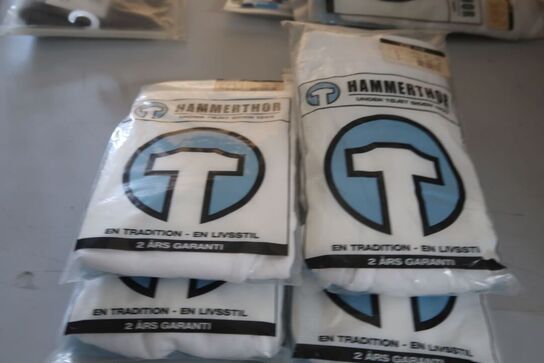 HAMMERTHOR
EN TRADITION - EN LIVSSTIL
2 ÅRS GARANTI
HAMMERTHOR
EN TRADITION - EN LIVSSTI
2 ÅRS GARANTI
EN TRADITION - EN LIVSSTIL
2 ÅRS GARANTI
EN TRADITION - EN LIVSSTIL
2 ÅRS GARANTI